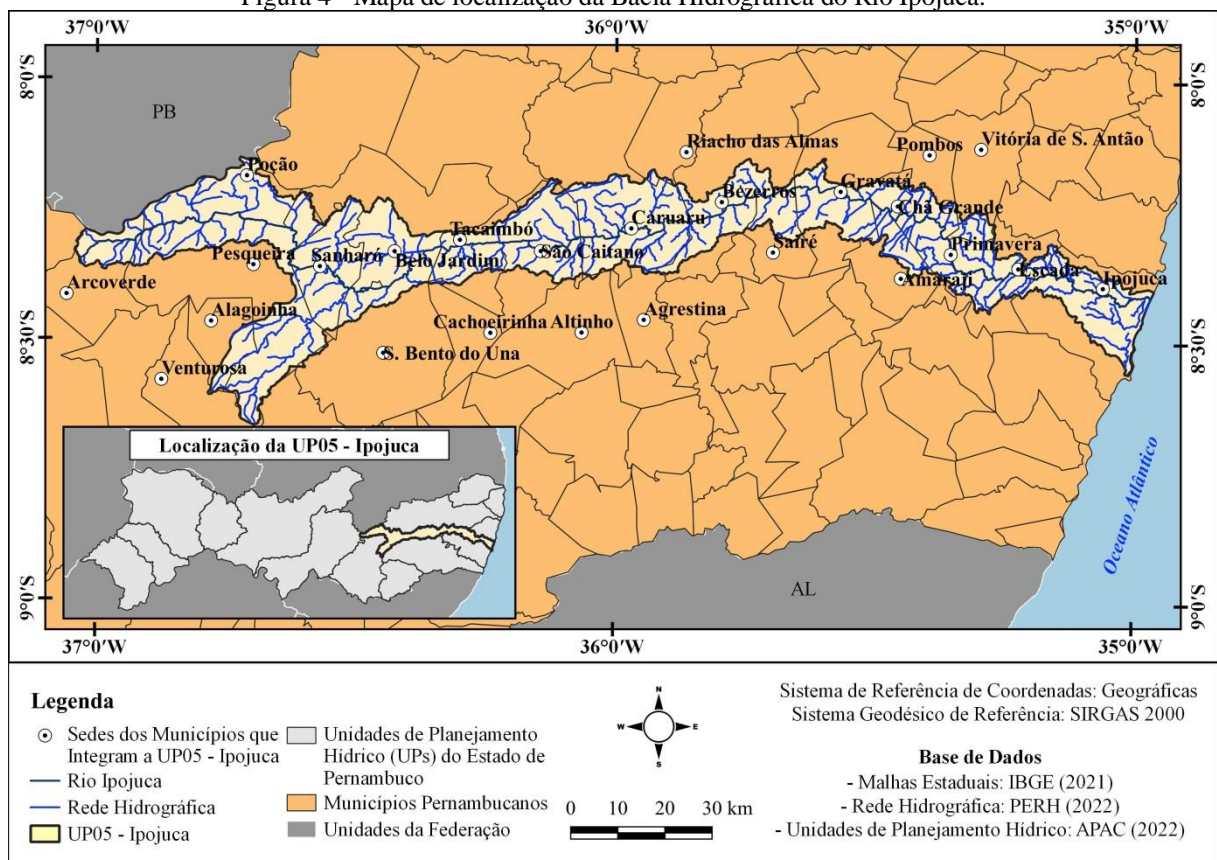 Figura 4 - Mapa de localização da Bacia Hidrográfica do Rio Ipojuca.
37°0'W 36°0'W 35°0'W
8°0'S 8°0'S
PB
Riacho das Almas
Pombos
Vitória de S. Antão
Poção
Bezerros
Gravatá
Chã Grande
Caruaru
Tacaimbó
Pesqueira
Sanharó
Belo Jardim
São Caitano
Sairé
Primavera
Escada
Ipojuca
Amaraji
Arcoverde
Alagoinha
Cachoeirinha
Altinho
Agrestina
8°30'S 8°30'S
S. Bento do Una
Venturosa
Localização da UP05 - Ipojuca
Oceano Atlântico
AL
9°0'S 9°0'S
37°0'W 36°0'W 35°0'W
Legenda
Sedes dos Municípios que
Integram a UP05 - Ipojuca
Rio Ipojuca
Rede Hidrográfica
UP05 - Ipojuca
Unidades de Planejamento
Hídrico (UPs) do Estado de
Pernambuco
Municípios Pernambucanos
Unidades da Federação
N
W E
S
0 10 20 30 km
Sistema de Referência de Coordenadas: Geográficas
Sistema Geodésico de Referência: SIRGAS 2000
Base de Dados
- Malhas Estaduais: IBGE (2021)
- Rede Hidrográfica: PERH (2022)
- Unidades de Planejamento Hídrico: APAC (2022)